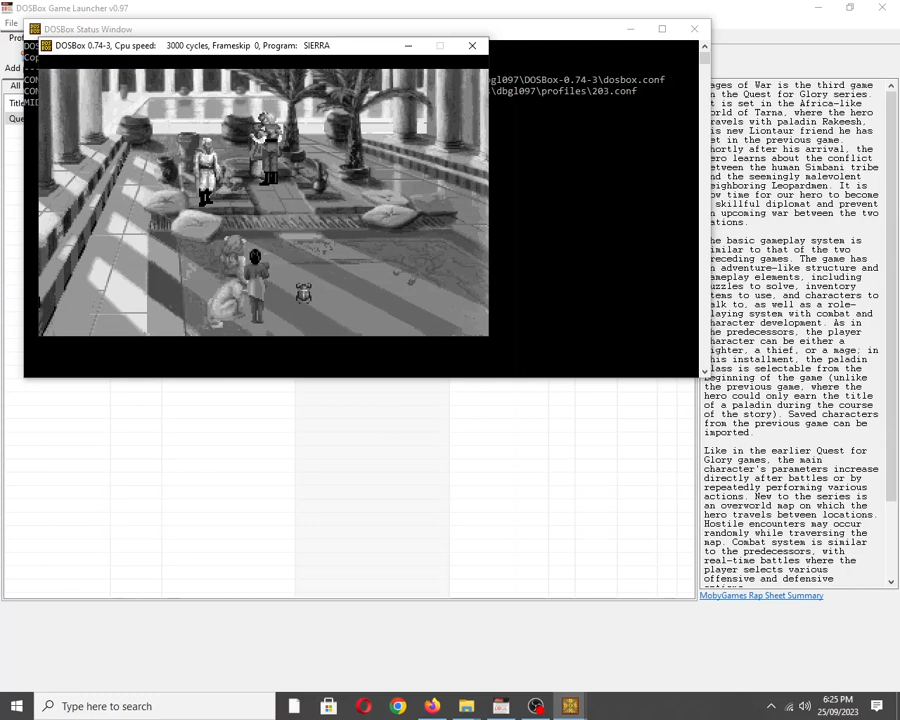 DOSBox Game Launcher v0.97
File
DOSBox Status Window
DOSBox 0.74-3, Cpu speed: 3000 cycles, Frameskip 0, Program: SIERRA
Add
All
bgl097\DOSBox-0.74-3\dosbox.conf
\dbgl097\profiles\203.conf
ages of War is the third game
n the Quest for Glory series.
t is set in the Africa-like
orld of Tarna, where the hero
ravels with paladin Rakeesh,
is new Liontaur friend he has
et in the previous game.
hortly after his arrival, the
ero learns about the conflict
etween the human Simbani tribe
nd the seemingly malevolent
eighboring Leopardmen. It is
ow time for our hero to become
skillful diplomat and prevent
n upcoming war between the two
ations.
he basic gameplay system is
imilar to that of the two
receding games. The game has
n adventure-like structure and
ameplay elements, including
uzzles to solve, inventory
tems to use, and characters to
alk to, as well as a role-
laying system with combat and
haracter development. As in
he predecessors, the player
haracter can be either a
ighter, a thief, or a mage; in
his installment, the paladin
lass is selectable from the
beginning of the game (unlike
the previous game, where the
hero could only earn the title
of a paladin during the course
of the story). Saved characters
from the previous game can be
imported.
Like in the earlier Quest for
Glory games, the main
character's parameters increase
directly after battles or by
repeatedly performing various
actions. New to the series is
an overworld map on which the
hero travels between locations.
Hostile encounters may occur
randomly while traversing the
map. Combat system is similar
to the predecessors, with
real-time battles where the
player selects various
offensive and defensive
options.
MobyGames Rap Sheet Summary
Type here to search
6:25 PM
25/09/2023